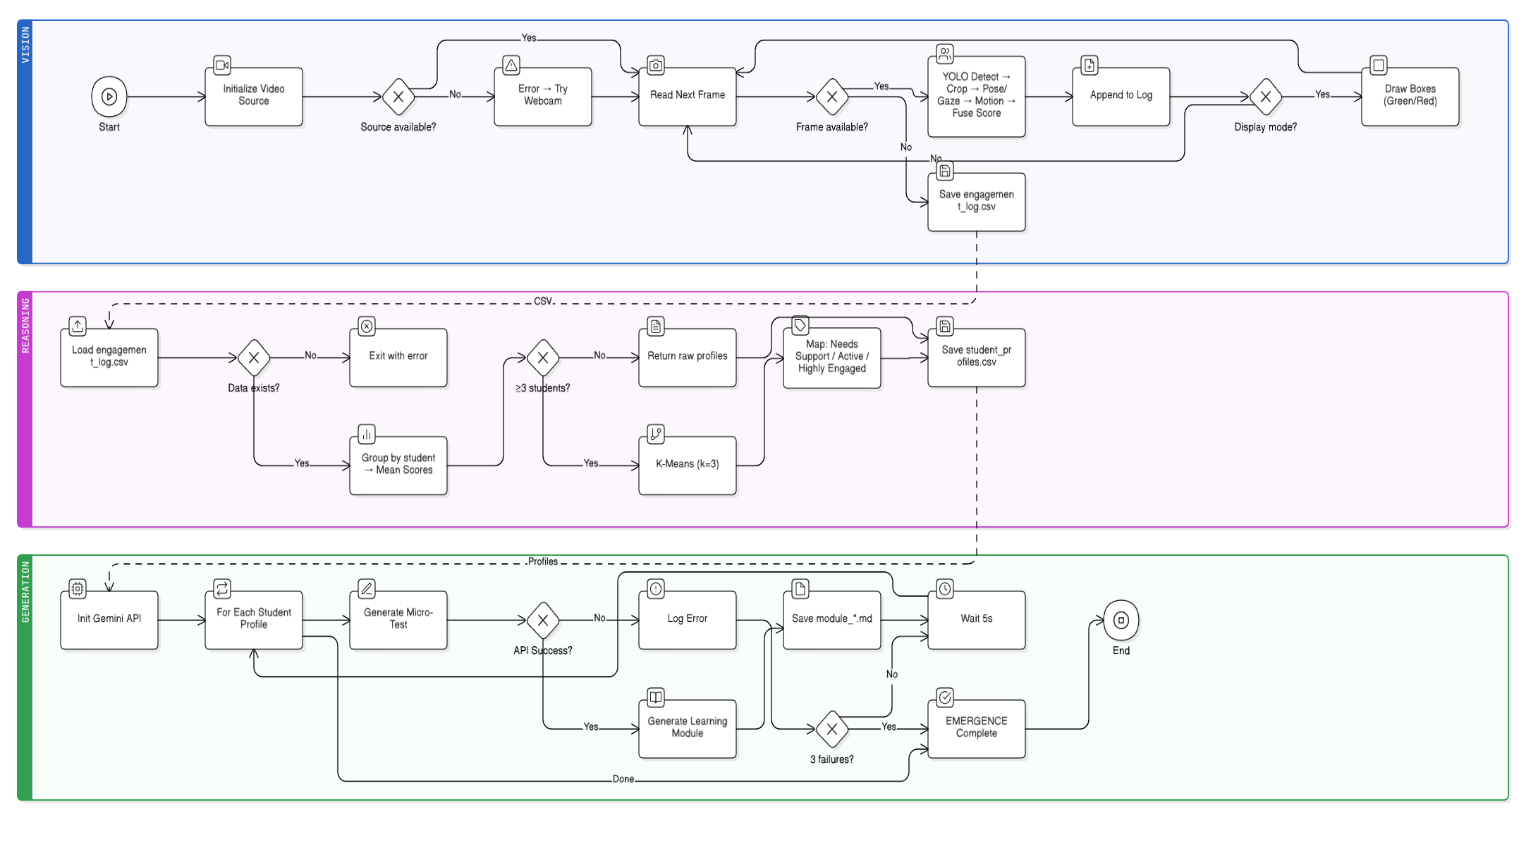 VISION
Start
Initialize Video
Source
Source available?
Yes
No
Error → Try
Webcam
Read Next Frame
Frame available?
Yes
No
YOLO Detect →
Crop → Pose/
Gaze → Motion →
Fuse Score
Append to Log
Display mode?
Yes
No
Draw Boxes
(Green/Red)
Save engagemen
t_log.csv
REASONING
CSV
Load engagemen
t_log.csv
Data exists?
No
Exit with error
Yes
Group by student
→ Mean Scores
≥3 students?
No
Return raw profiles
Yes
K-Means (k=3)
Map: Needs
Support / Active /
Highly Engaged
Save student_pr
ofiles.csv
GENERATION
Profiles
Init Gemini API
For Each Student
Profile
Generate Micro-
Test
API Success?
No
Log Error
Yes
Generate Learning
Module
Save module_*.md
Wait 5s
3 failures?
No
Yes
EMERGENCE
Complete
Done
End